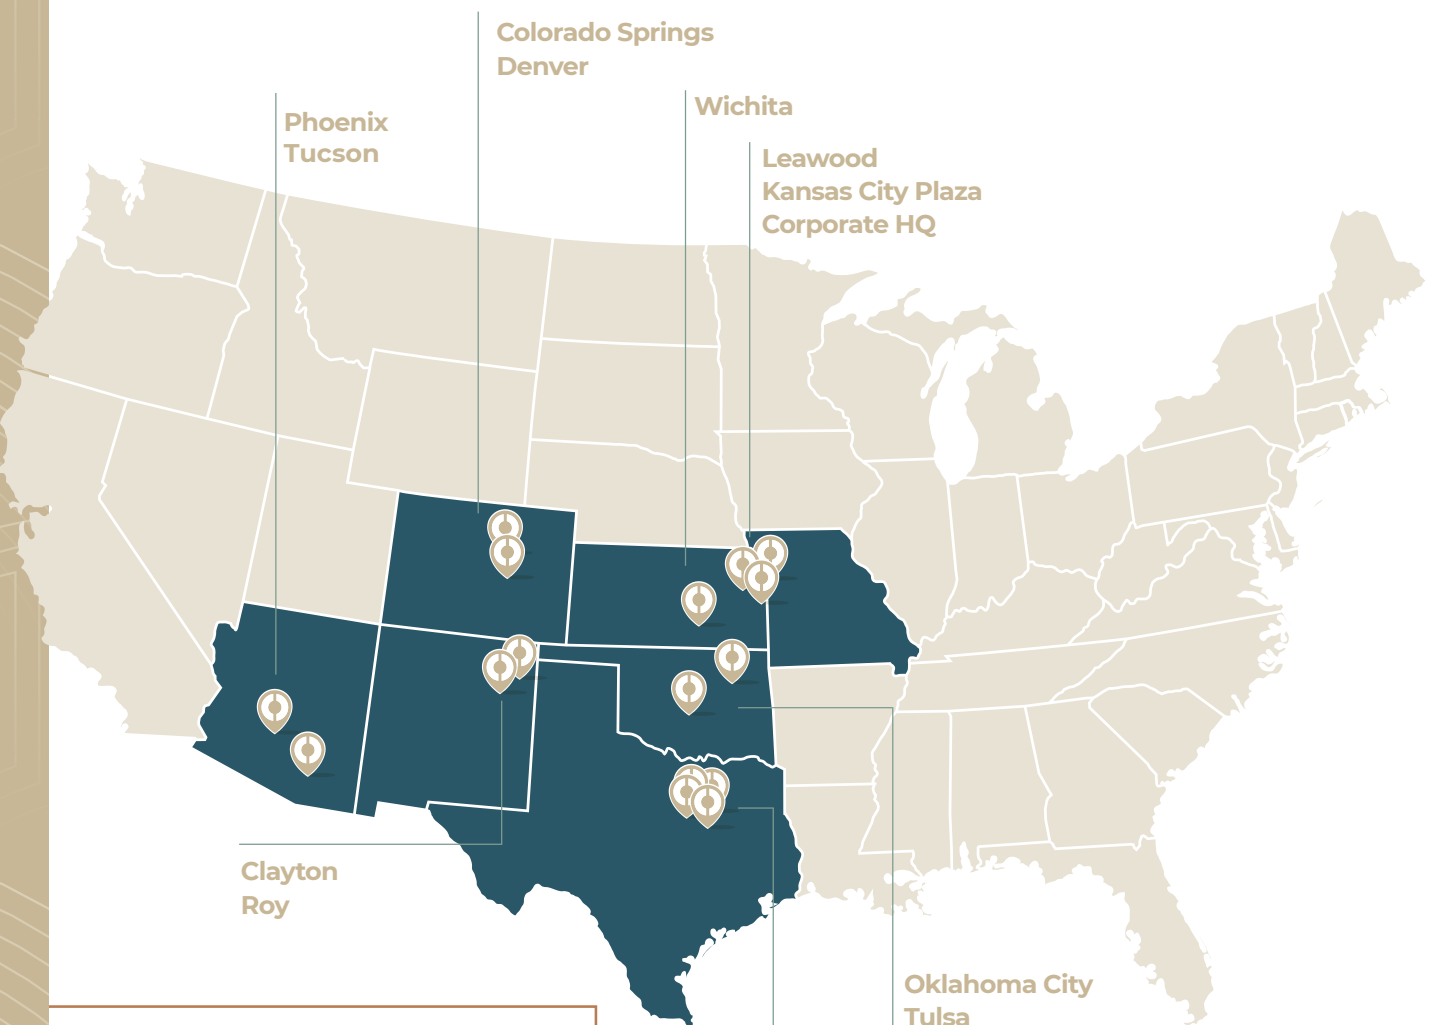 Colorado Springs
Denver
Wichita
Phoenix
Tucson
Leawood
Kansas City Plaza
Corporate HQ
Clayton
Roy
Oklahoma City
Tulsa